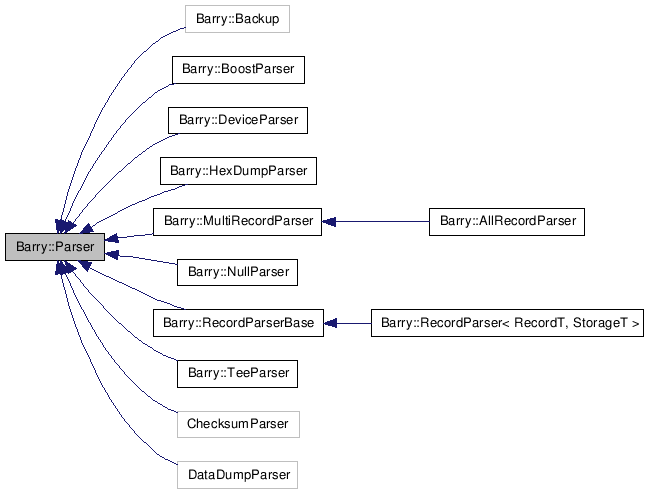 Barry::Backup
Barry::BoostParser
Barry::DeviceParser
Barry::HexDumpParser
Barry::MultiRecordParser
Barry::AllRecordParser
Barry::Parser
Barry::NullParser
Barry::RecordParserBase
Barry::RecordParser< RecordT, StorageT >
Barry::TeeParser
ChecksumParser
DataDumpParser